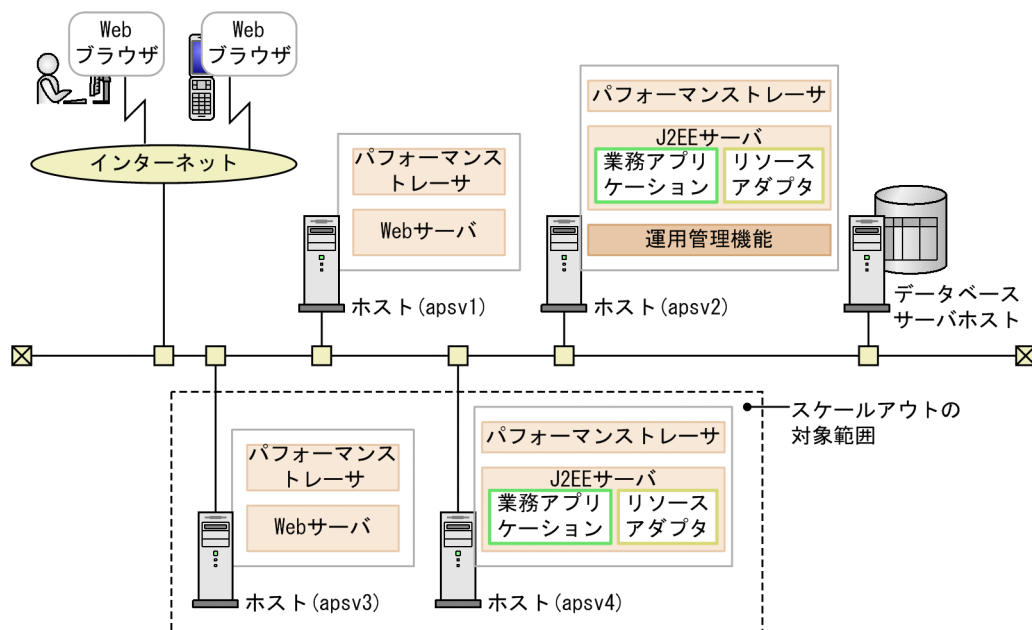 Web
ブラウザ
Web
ブラウザ
インターネット
パフォーマンス
トレーサ
Webサーバ
ホスト(apsv1)
パフォーマンストレーサ
J2EEサーバ
業務アプリ
ケーション
リソース
アダプタ
運用管理機能
ホスト(apsv2)
データベース
サーバホスト
スケールアウトの
対象範囲
パフォーマンス
トレーサ
Webサーバ
ホスト(apsv3)
パフォーマンストレーサ
J2EEサーバ
業務アプリ
ケーション
リソース
アダプタ
ホスト(apsv4)